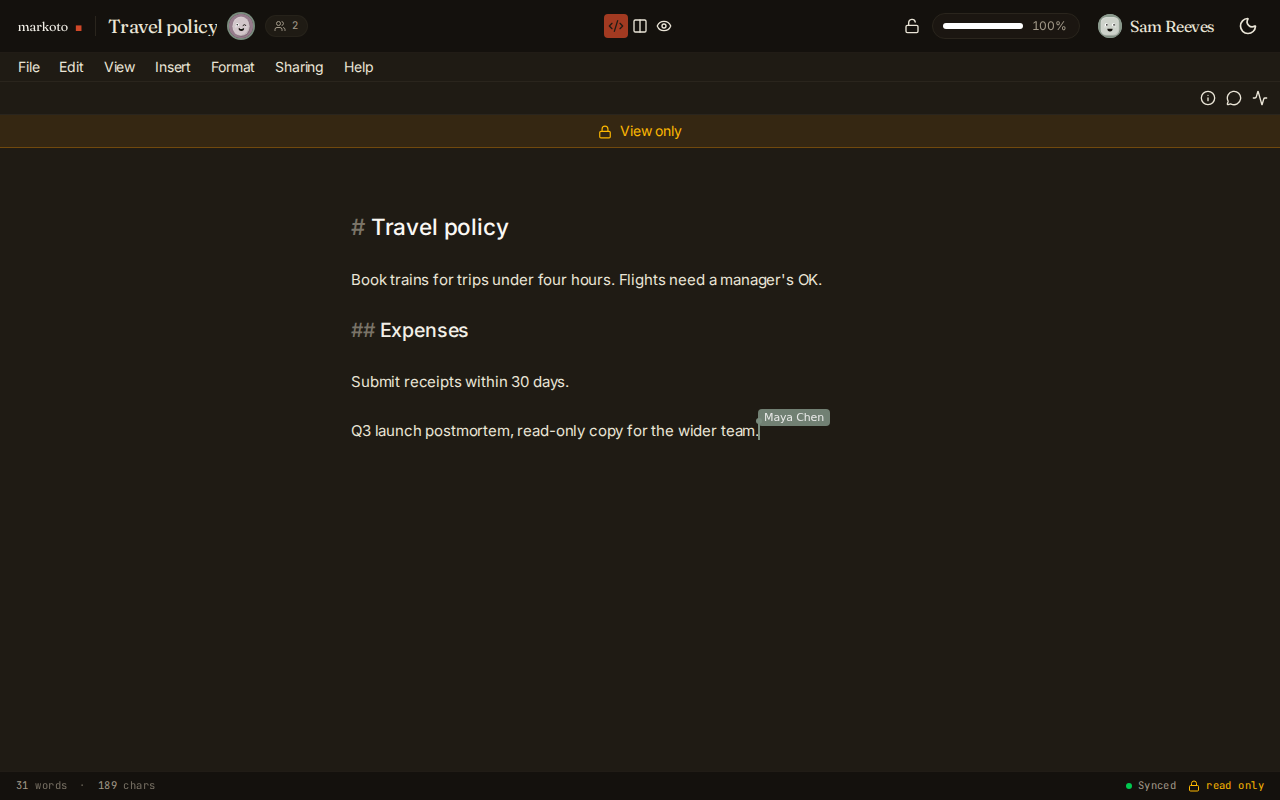 markoto
Travel policy
2
100%
Sam Reeves
File Edit View Insert Format Sharing Help
View only
# Travel policy
Book trains for trips under four hours. Flights need a manager's OK.
## Expenses
Submit receipts within 30 days.
Maya Chen
Q3 launch postmortem, read-only copy for the wider team.
31 words · 189 chars
Synced
read only